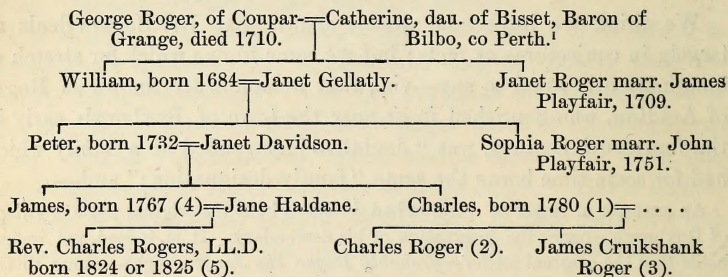 George Roger, of Coupar-=Catherine, dau. of Bisset, Baron of
Grange, died 1710. Bilbo, co Perth.¹
William, born 1684=Janet Gellatly. Janet Roger marr. James
Playfair, 1709.
Peter, born 1732=Janet Davidson. Sophia Roger marr. John
Playfair, 1751.
James, born 1767 (4)=Jane Haldane. Charles, born 1780 (1)= . . . .
Rev. Charles Rogers, LL.D. Charles Roger (2). James Cruikshank
born 1824 or 1825 (5). Roger (3).